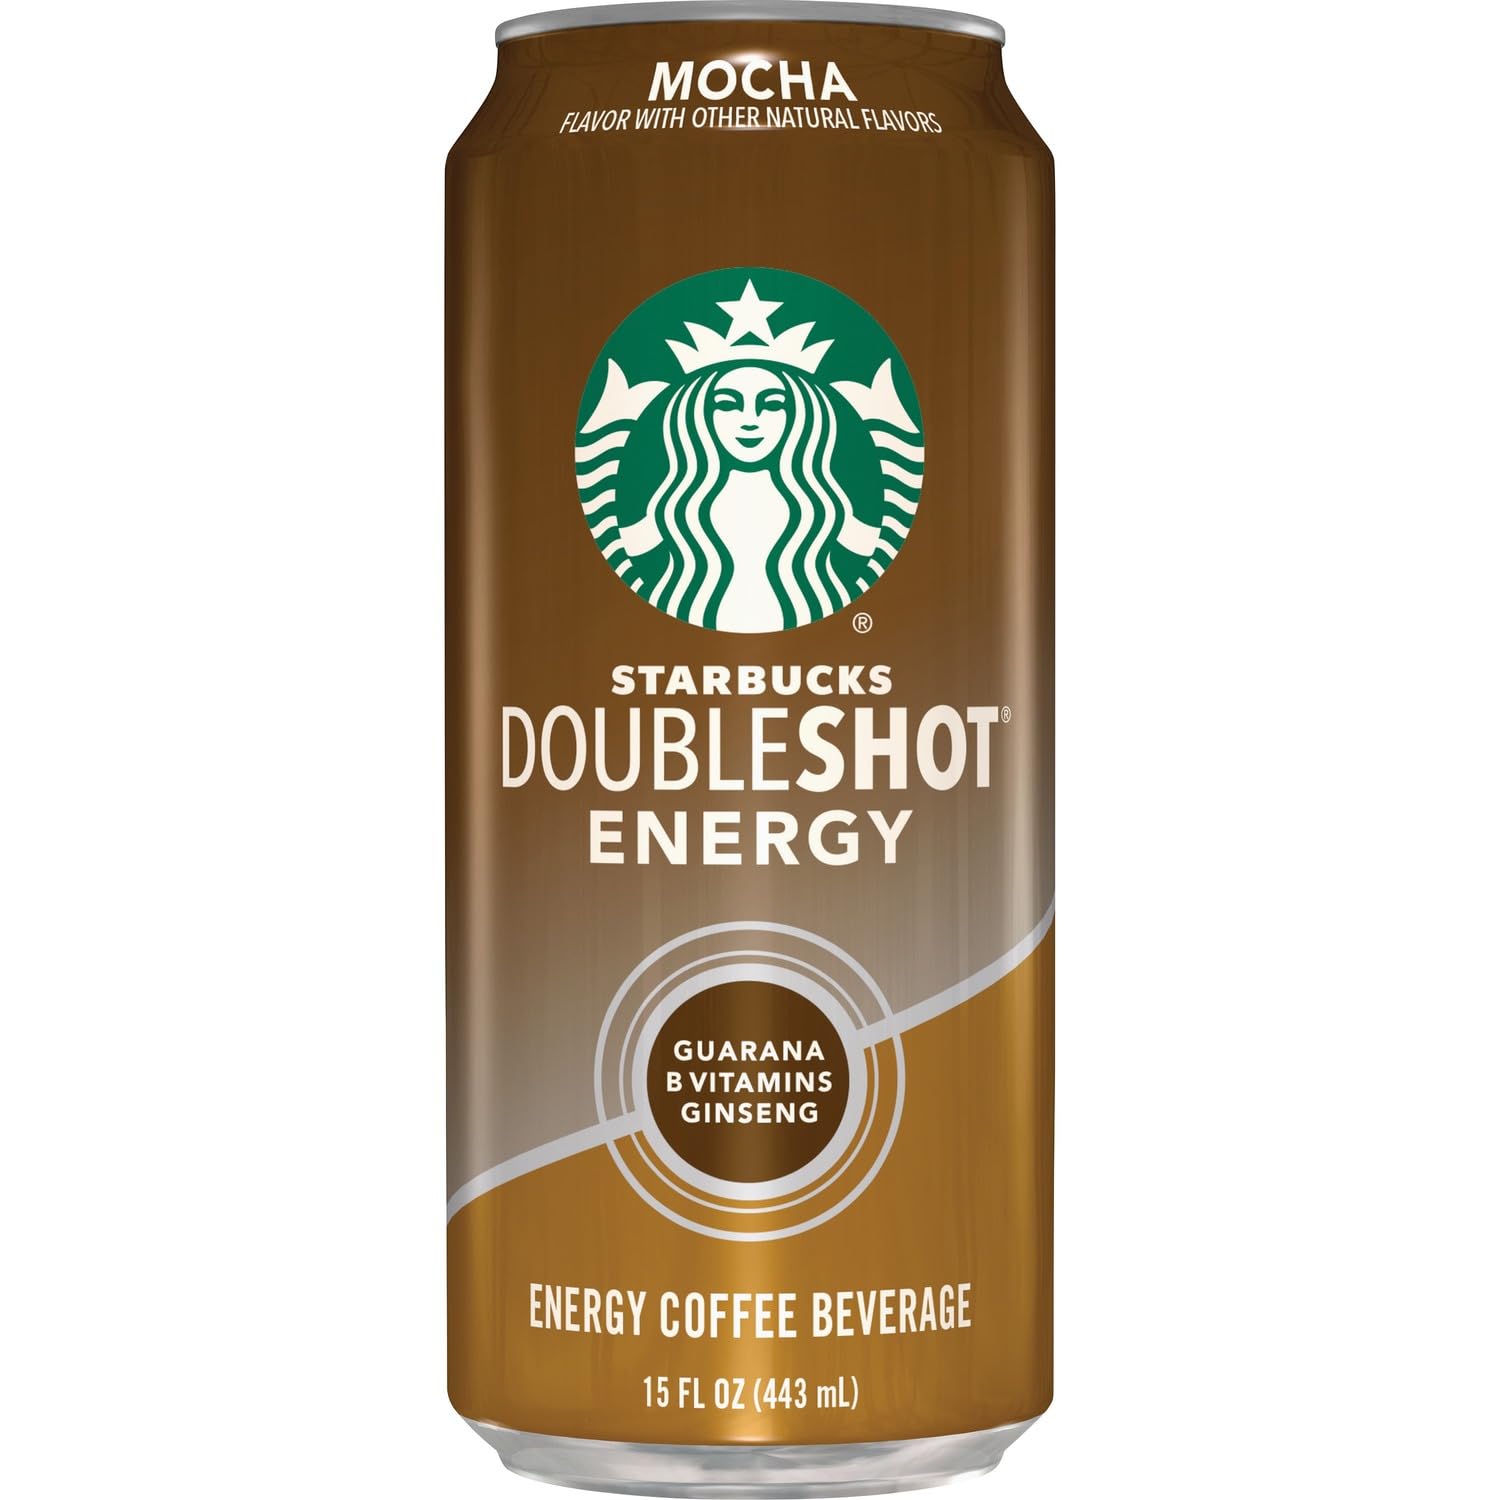 MOCHA
FLAVOR WITH OTHER NATURAL FLAVORS
®
STARBUCKS
DOUBLESHOT®
ENERGY
GUARANA
B VITAMINS
GINSENG
ENERGY COFFEE BEVERAGE
15 FL OZ (443 mL)